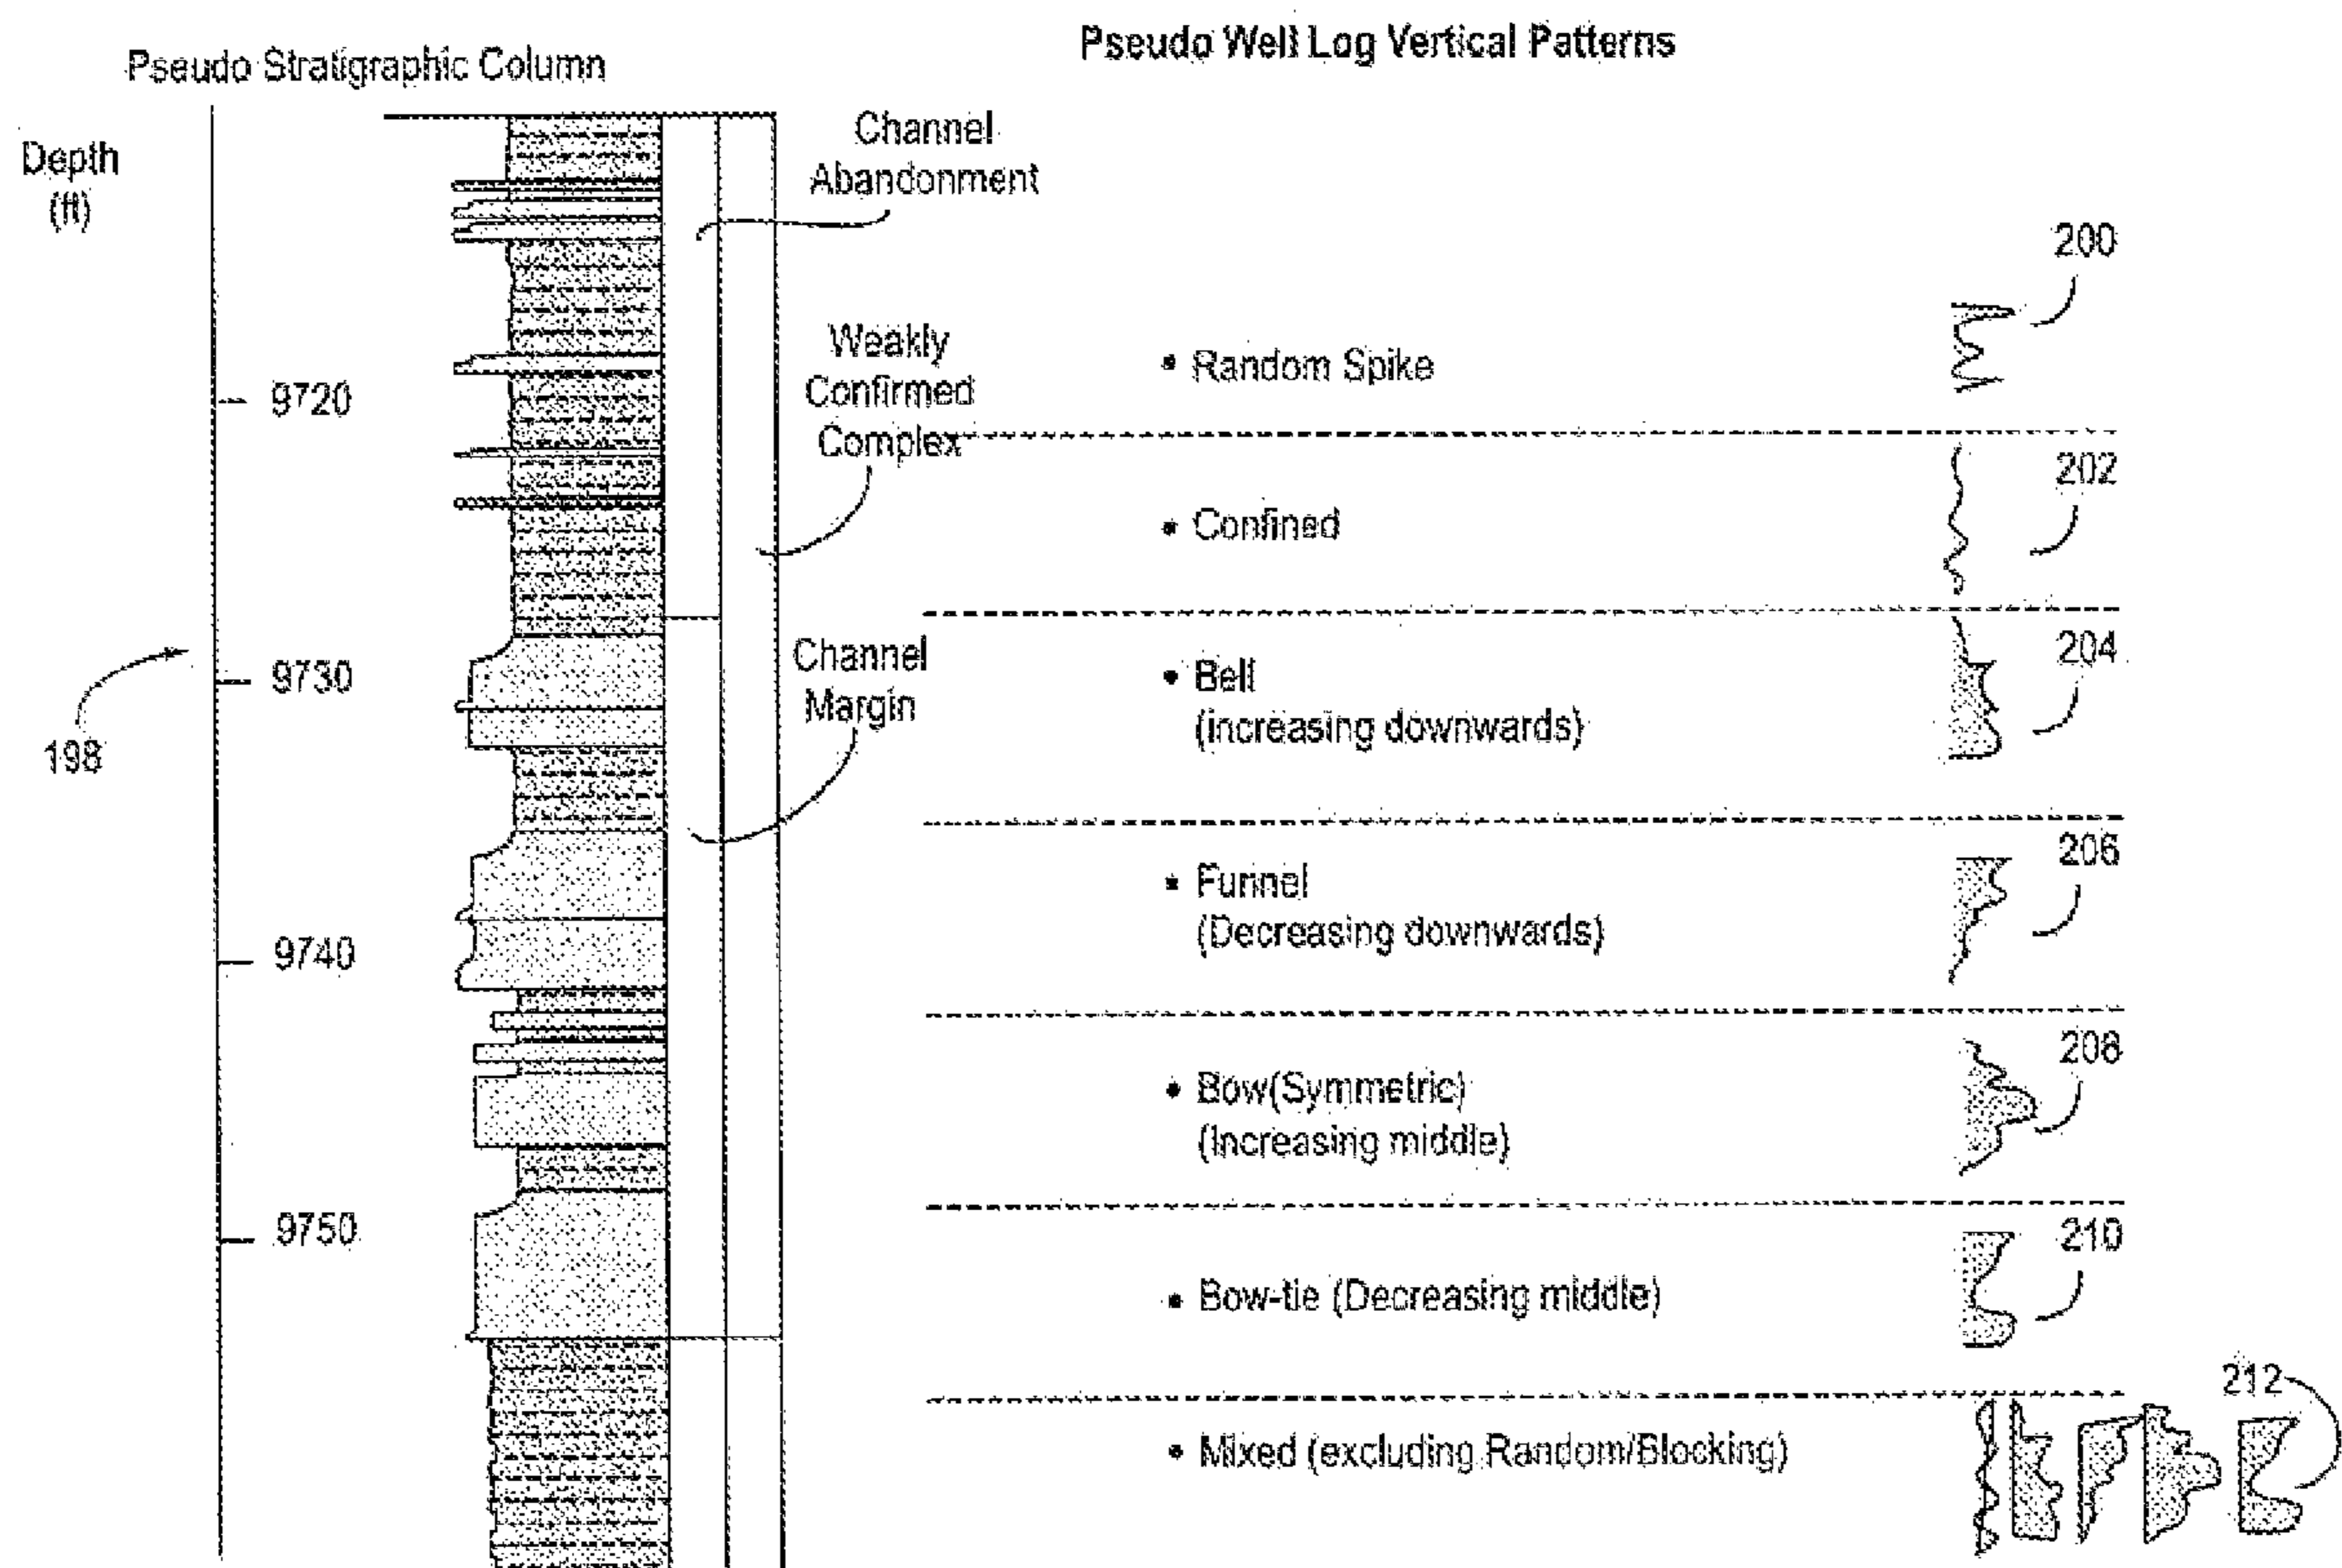 Pseudo Well Log Vertical Patterns
Pseudo Stratigraphic Column
Depth
(ft)
Channel
Abandonment
Weakly
Confirmed
Complex
Channel
Margin
9720
9730
9740
9750
198
• Random Spike
200
• Confined
202
• Bell
(increasing downwards)
204
• Funnel
(Decreasing downwards)
206
• Bow(Symmetric)
(Increasing middle)
208
• Bow-tie (Decreasing middle)
210
• Mixed (excluding Random/Blocking)
212